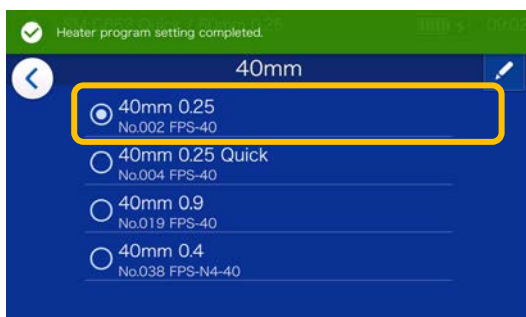 Heater program setting completed.
40mm
40mm 0.25
No.002 FPS-40
40mm 0.25 Quick
No.004 FPS-40
40mm 0.9
No.019 FPS-40
40mm 0.4
No.038 FPS-N4-40